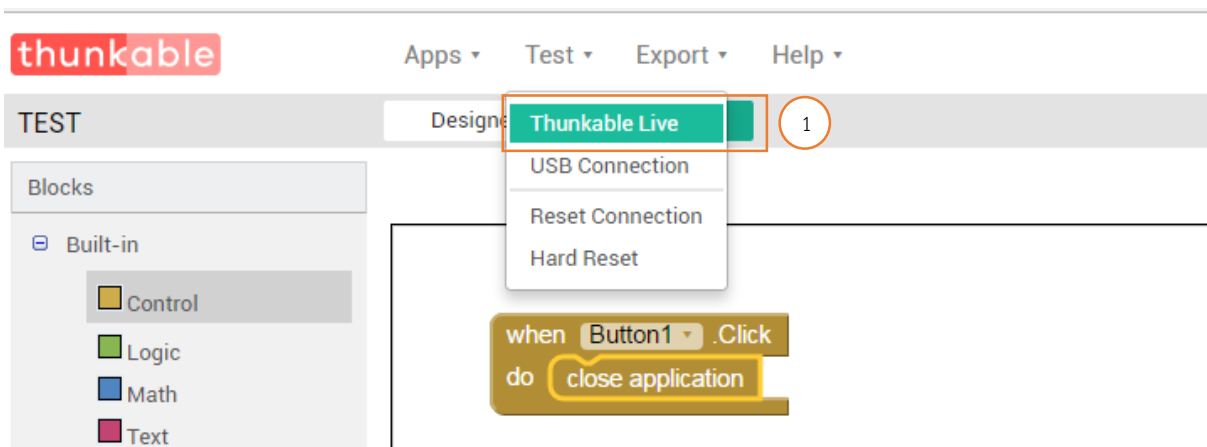 thunkable
Apps Test Export Help
TEST
Designe
Thunkable Live
1
USB Connection
Reset Connection
Hard Reset
Blocks
Built-in
Control
Logic
Math
Text
when Button1 .Click
do close application